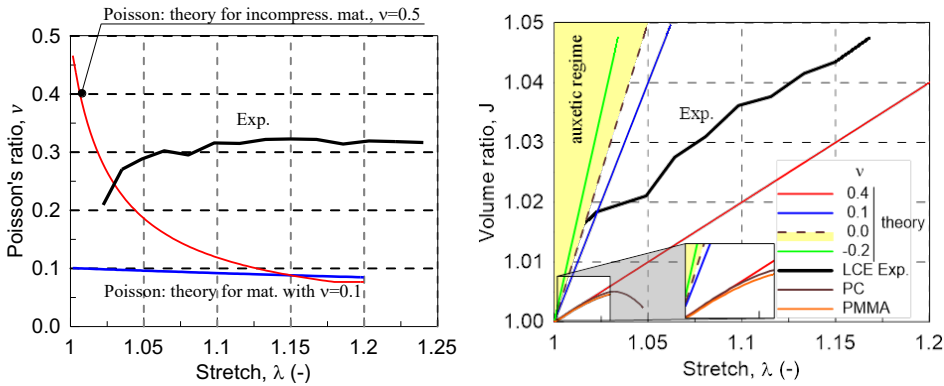 Poisson: theory for incompress. mat., ν=0.5
0.5
0.4
0.3
0.2
0.1
0.0
Poisson's ratio, ν
Exp.
Poisson: theory for mat. with ν=0.1
1
1.05
1.1
1.15
1.2
1.25
Stretch, λ (-)
1.05
1.04
1.03
1.02
1.01
1.00
Volume ratio, J
auxetic regime
Exp.
ν
0.4
0.1
0.0
-0.2
theory
LCE Exp.
PC
PMMA
1
1.05
1.1
1.15
1.2
Stretch, λ (-)